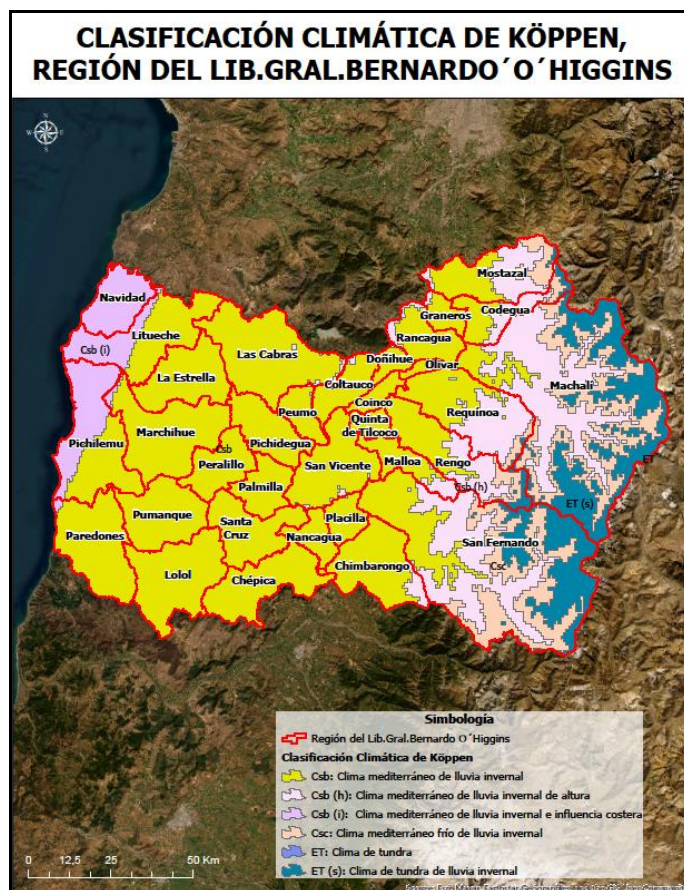 CLASIFICACIÓN CLIMÁTICA DE KÖPPEN,
REGIÓN DEL LIB.GRAL.BERNARDO´O´HIGGINS
N
W E
S
Mostazal
Navidad
Codegua
Graneros
Litueche
Rancagua
Csb (i)
Las Cabras
Doñihue
Olivar
La Estrella
Coltauco
Machalí
Coinco
Peumo
Requínoa
Quinta
de Tilcoco
Marchihue
Pichidegua
Pichilemu
Csb
Peralillo
San Vicente
Malloa
Rengo
ET
Palmilla
Csb (h)
ET (s)
Pumanque
Placilla
Santa
Cruz
Paredones
Nancagua
San Fernando
Chimbarongo
Csc
Lolol
Chépica
Simbología
Región del Lib.Gral.Bernardo O´Higgins
Clasificación Climática de Köppen
Csb: Clima mediterráneo de lluvia invernal
Csb (h): Clima mediterráneo de lluvia invernal de altura
Csb (i): Clima mediterráneo de lluvia invernal e influencia costera
Csc: Clima mediterráneo frío de lluvia invernal
ET: Clima de tundra
ET (s): Clima de tundra de lluvia invernal
0 12,5 25 50 Km